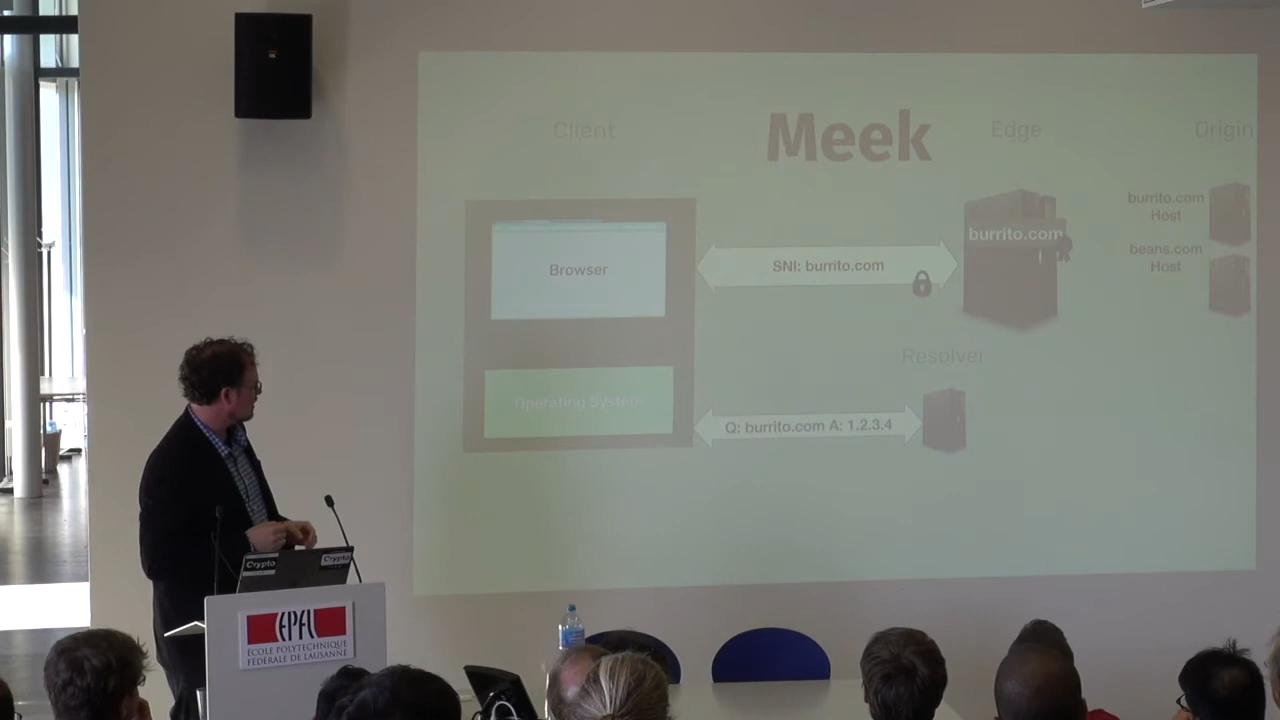 Client
Meek
Edge
Origin
burrito.com
Host
burrito.com
beans.com
Host
Browser
SNI: burrito.com
Resolver
Operating System
Q: burrito.com A: 1.2.3.4
Crypto
Crypto
EPFL
ECOLE POLYTECHNIQUE
FÉDÉRALE DE LAUSANNE